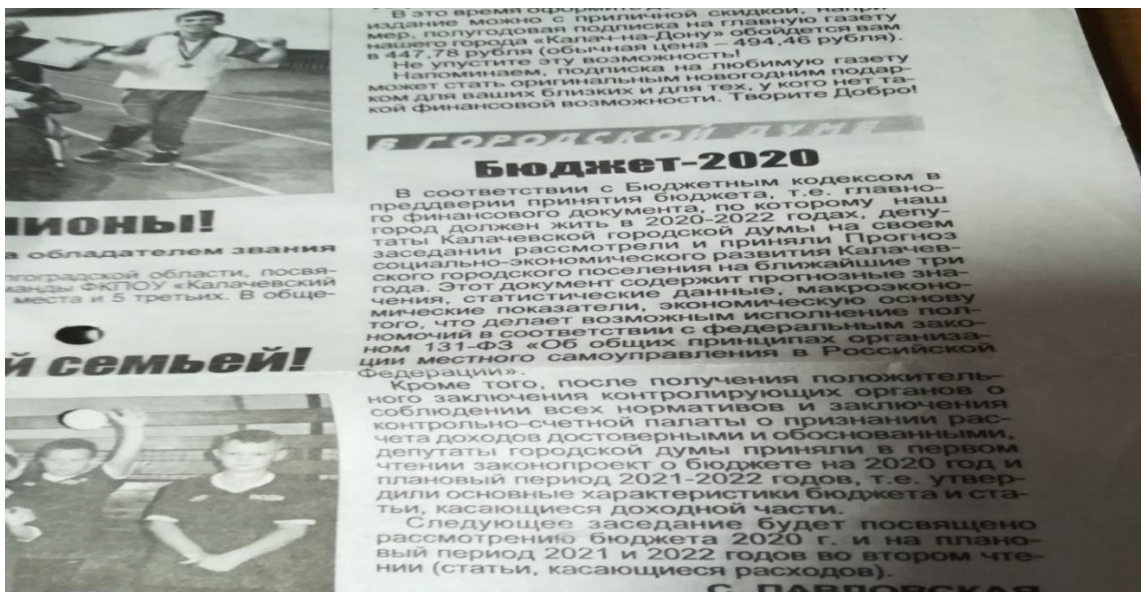 В это время оформить
издание можно с приличной скидкой, напри-
мер, полугодовая подписка на главную газету
нашего города «Калач-на-Дону» обойдется вам
в 447,78 рубля (обычная цена – 494,46 рубля).
Не упустите эту возможность!
Напоминаем, подписка на любимую газету
может стать оригинальным новогодним подар-
ком для ваших близких и для тех, у кого нет та-
кой финансовой возможности. Творите Добро!
В ГОРОДСКОЙ ДУМЕ
Бюджет-2020
В соответствии с Бюджетным кодексом в
преддверии принятия бюджета, т.е. главно-
го финансового документа, по которому наш
город должен жить в 2020-2022 годах, депу-
таты Калачевской городской думы на своем
заседании рассмотрели и приняли Прогноз
социально-экономического развития Калачев-
ского городского поселения на ближайшие три
года. Этот документ содержит прогнозные зна-
чения, статистические данные, макроэконо-
мические показатели, экономическую основу
того, что делает возможным исполнение пол-
номочий в соответствии с федеральным зако-
ном 131-ФЗ «Об общих принципах организа-
ции местного самоуправления в Российской
Федерации».
Кроме того, после получения положитель-
ного заключения контролирующих органов о
соблюдении всех нормативов и заключения
контрольно-счетной палаты о признании рас-
чета доходов достоверными и обоснованными,
депутаты городской думы приняли в первом
чтении законопроект о бюджете на 2020 год и
плановый период 2021-2022 годов, т.е. утвер-
дили основные характеристики бюджета и ста-
тьи, касающиеся доходной части.
Следующее заседание будет посвящено
рассмотрению бюджета 2020 г. и на плано-
вый период 2021 и 2022 годов во втором чте-
нии (статьи, касающиеся расходов).
С. ПАВЛОВСКАЯ
ПИОНЫ!
а обладателем звания
лгоградской области, посвя-
манды ФКПОУ «Калачевский
места и 5 третьих. В обще-
й семьей!